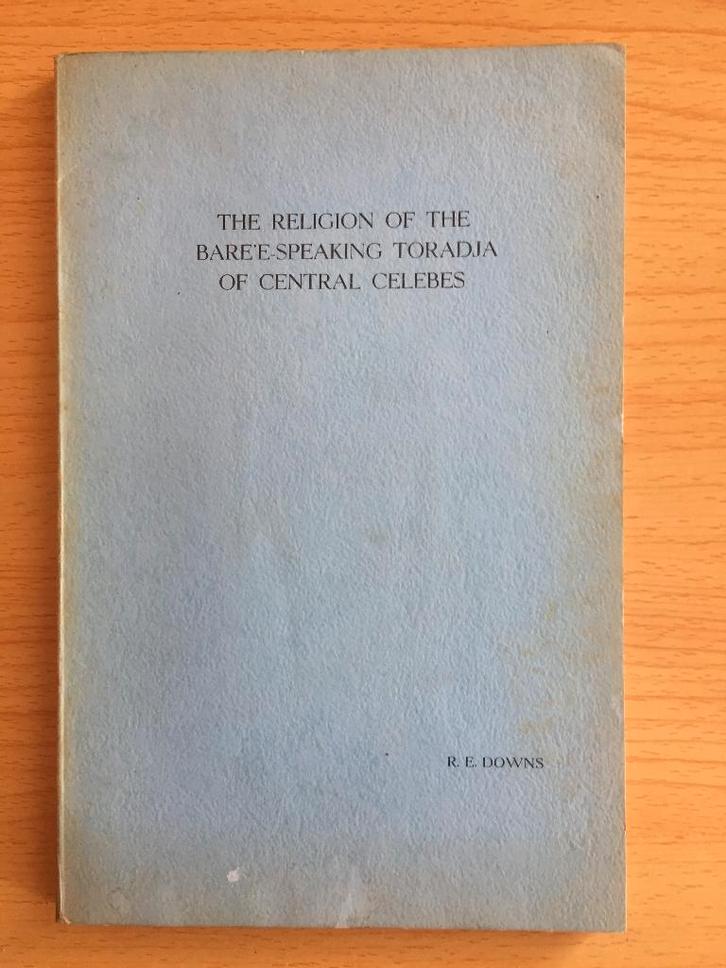 THE RELIGION OF THE
BARE'E-SPEAKING TORADJA
OF CENTRAL CELEBES
R. E. DOWNS